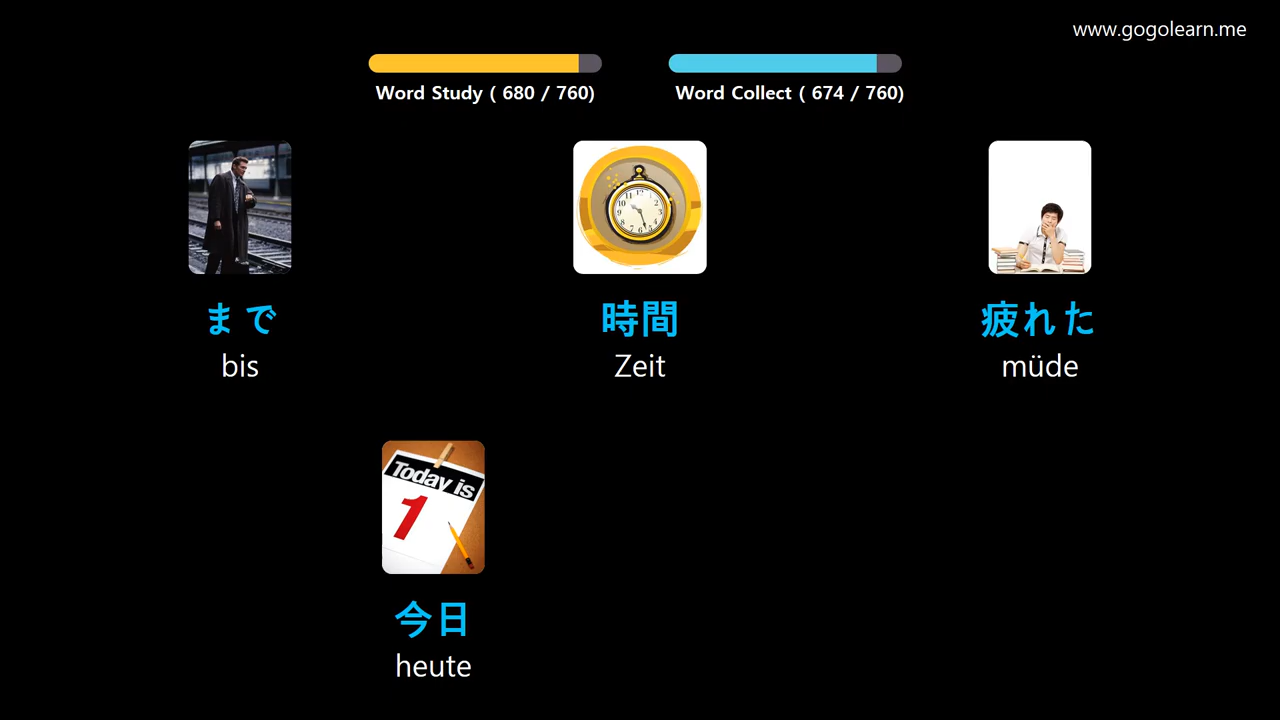 www.gogolearn.me
Word Study ( 680 / 760)
Word Collect ( 674 / 760)
まで
bis
時間
Zeit
疲れた
müde
Today is
1
今日
heute